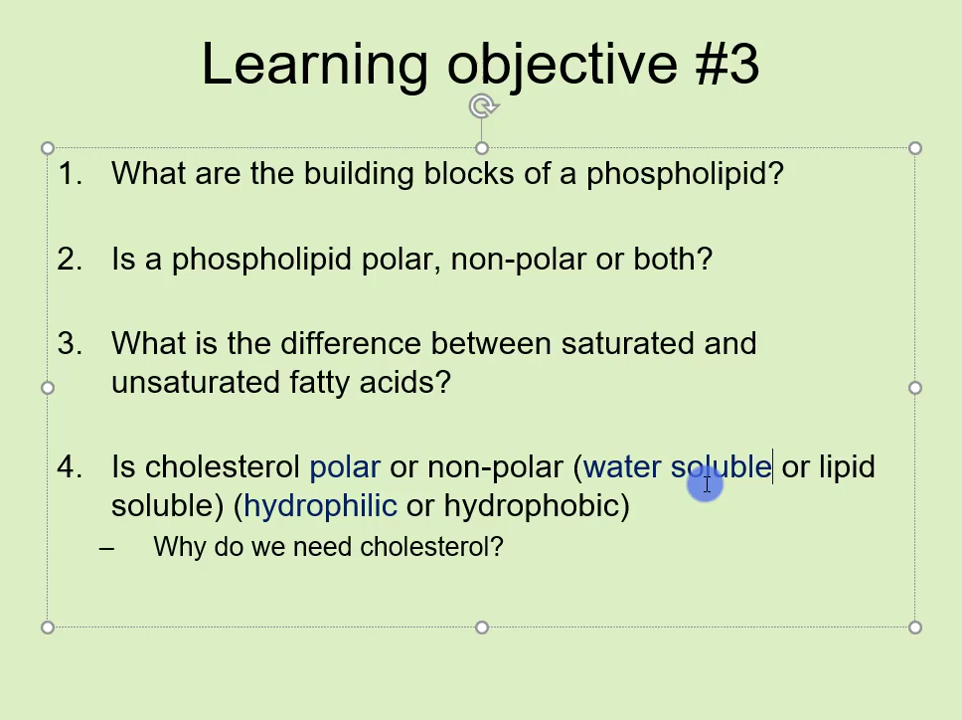 Learning objective #3
1. What are the building blocks of a phospholipid?
2. Is a phospholipid polar, non-polar or both?
3. What is the difference between saturated and
unsaturated fatty acids?
4. Is cholesterol polar or non-polar (water soluble or lipid
soluble) (hydrophilic or hydrophobic)
– Why do we need cholesterol?